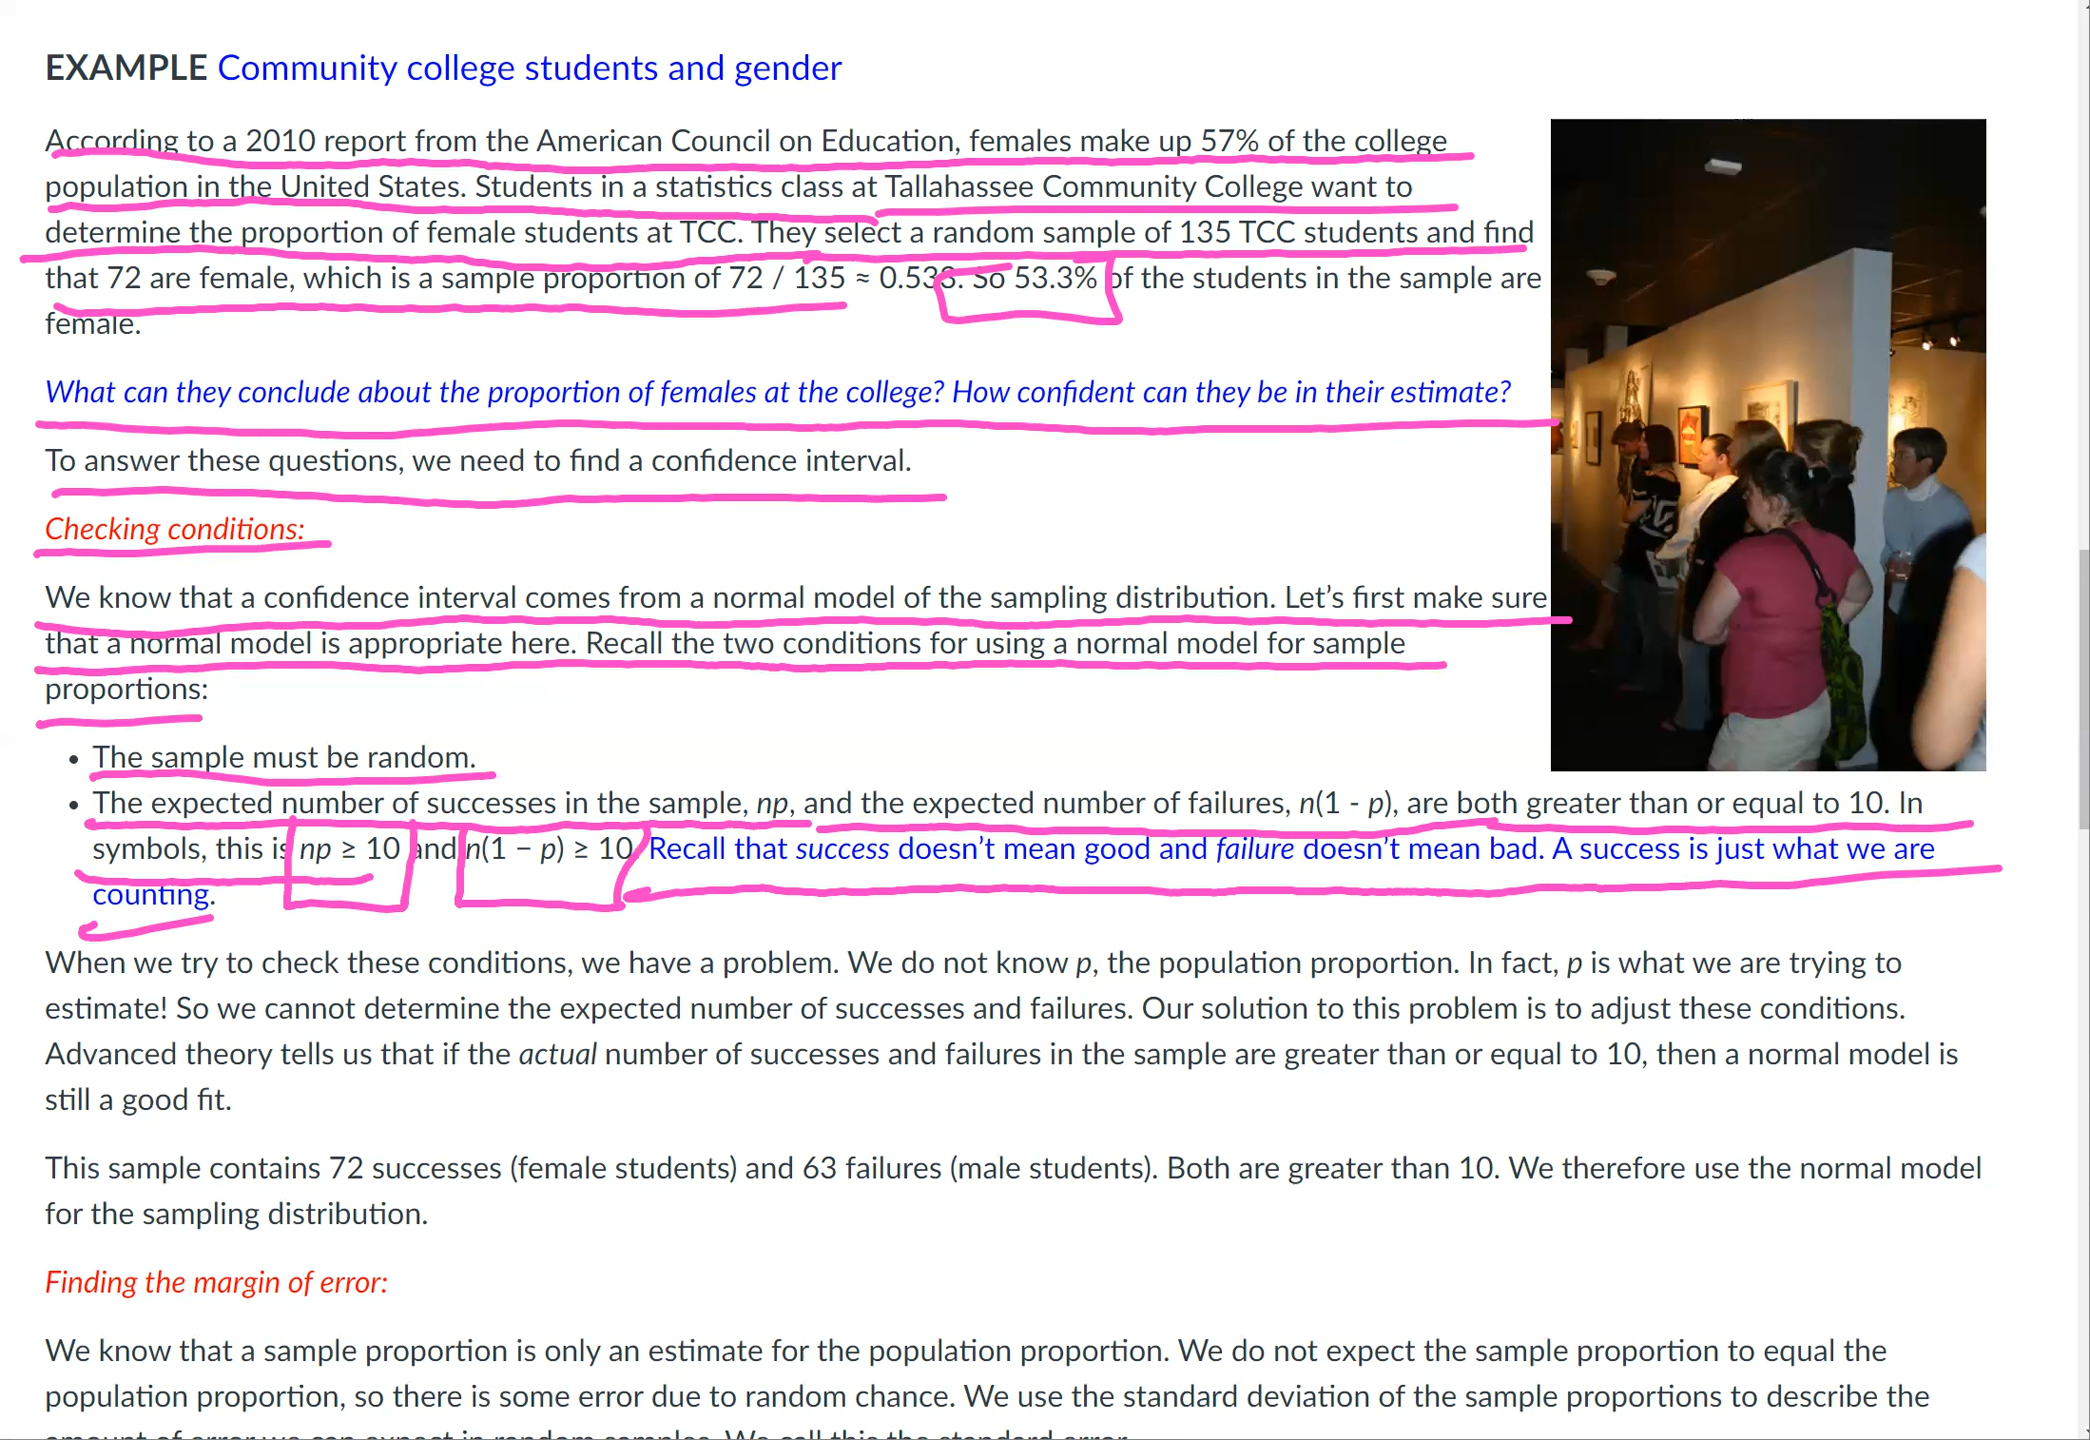 EXAMPLE Community college students and gender
According to a 2010 report from the American Council on Education, females make up 57% of the college
population in the United States. Students in a statistics class at Tallahassee Community College want to
determine the proportion of female students at TCC. They select a random sample of 135 TCC students and find
that 72 are female, which is a sample proportion of 72 / 135 ≈ 0.533. So 53.3% of the students in the sample are
female.
What can they conclude about the proportion of females at the college? How confident can they be in their estimate?
To answer these questions, we need to find a confidence interval.
Checking conditions:
We know that a confidence interval comes from a normal model of the sampling distribution. Let’s first make sure
that a normal model is appropriate here. Recall the two conditions for using a normal model for sample
proportions:
• The sample must be random.
• The expected number of successes in the sample, np, and the expected number of failures, n(1 - p), are both greater than or equal to 10. In
symbols, this is np ≥ 10 and n(1 − p) ≥ 10. Recall that success doesn’t mean good and failure doesn’t mean bad. A success is just what we are
counting.
When we try to check these conditions, we have a problem. We do not know p, the population proportion. In fact, p is what we are trying to
estimate! So we cannot determine the expected number of successes and failures. Our solution to this problem is to adjust these conditions.
Advanced theory tells us that if the actual number of successes and failures in the sample are greater than or equal to 10, then a normal model is
still a good fit.
This sample contains 72 successes (female students) and 63 failures (male students). Both are greater than 10. We therefore use the normal model
for the sampling distribution.
Finding the margin of error:
We know that a sample proportion is only an estimate for the population proportion. We do not expect the sample proportion to equal the
population proportion, so there is some error due to random chance. We use the standard deviation of the sample proportions to describe the
amount of error we can expect in random samples. We call this the standard error